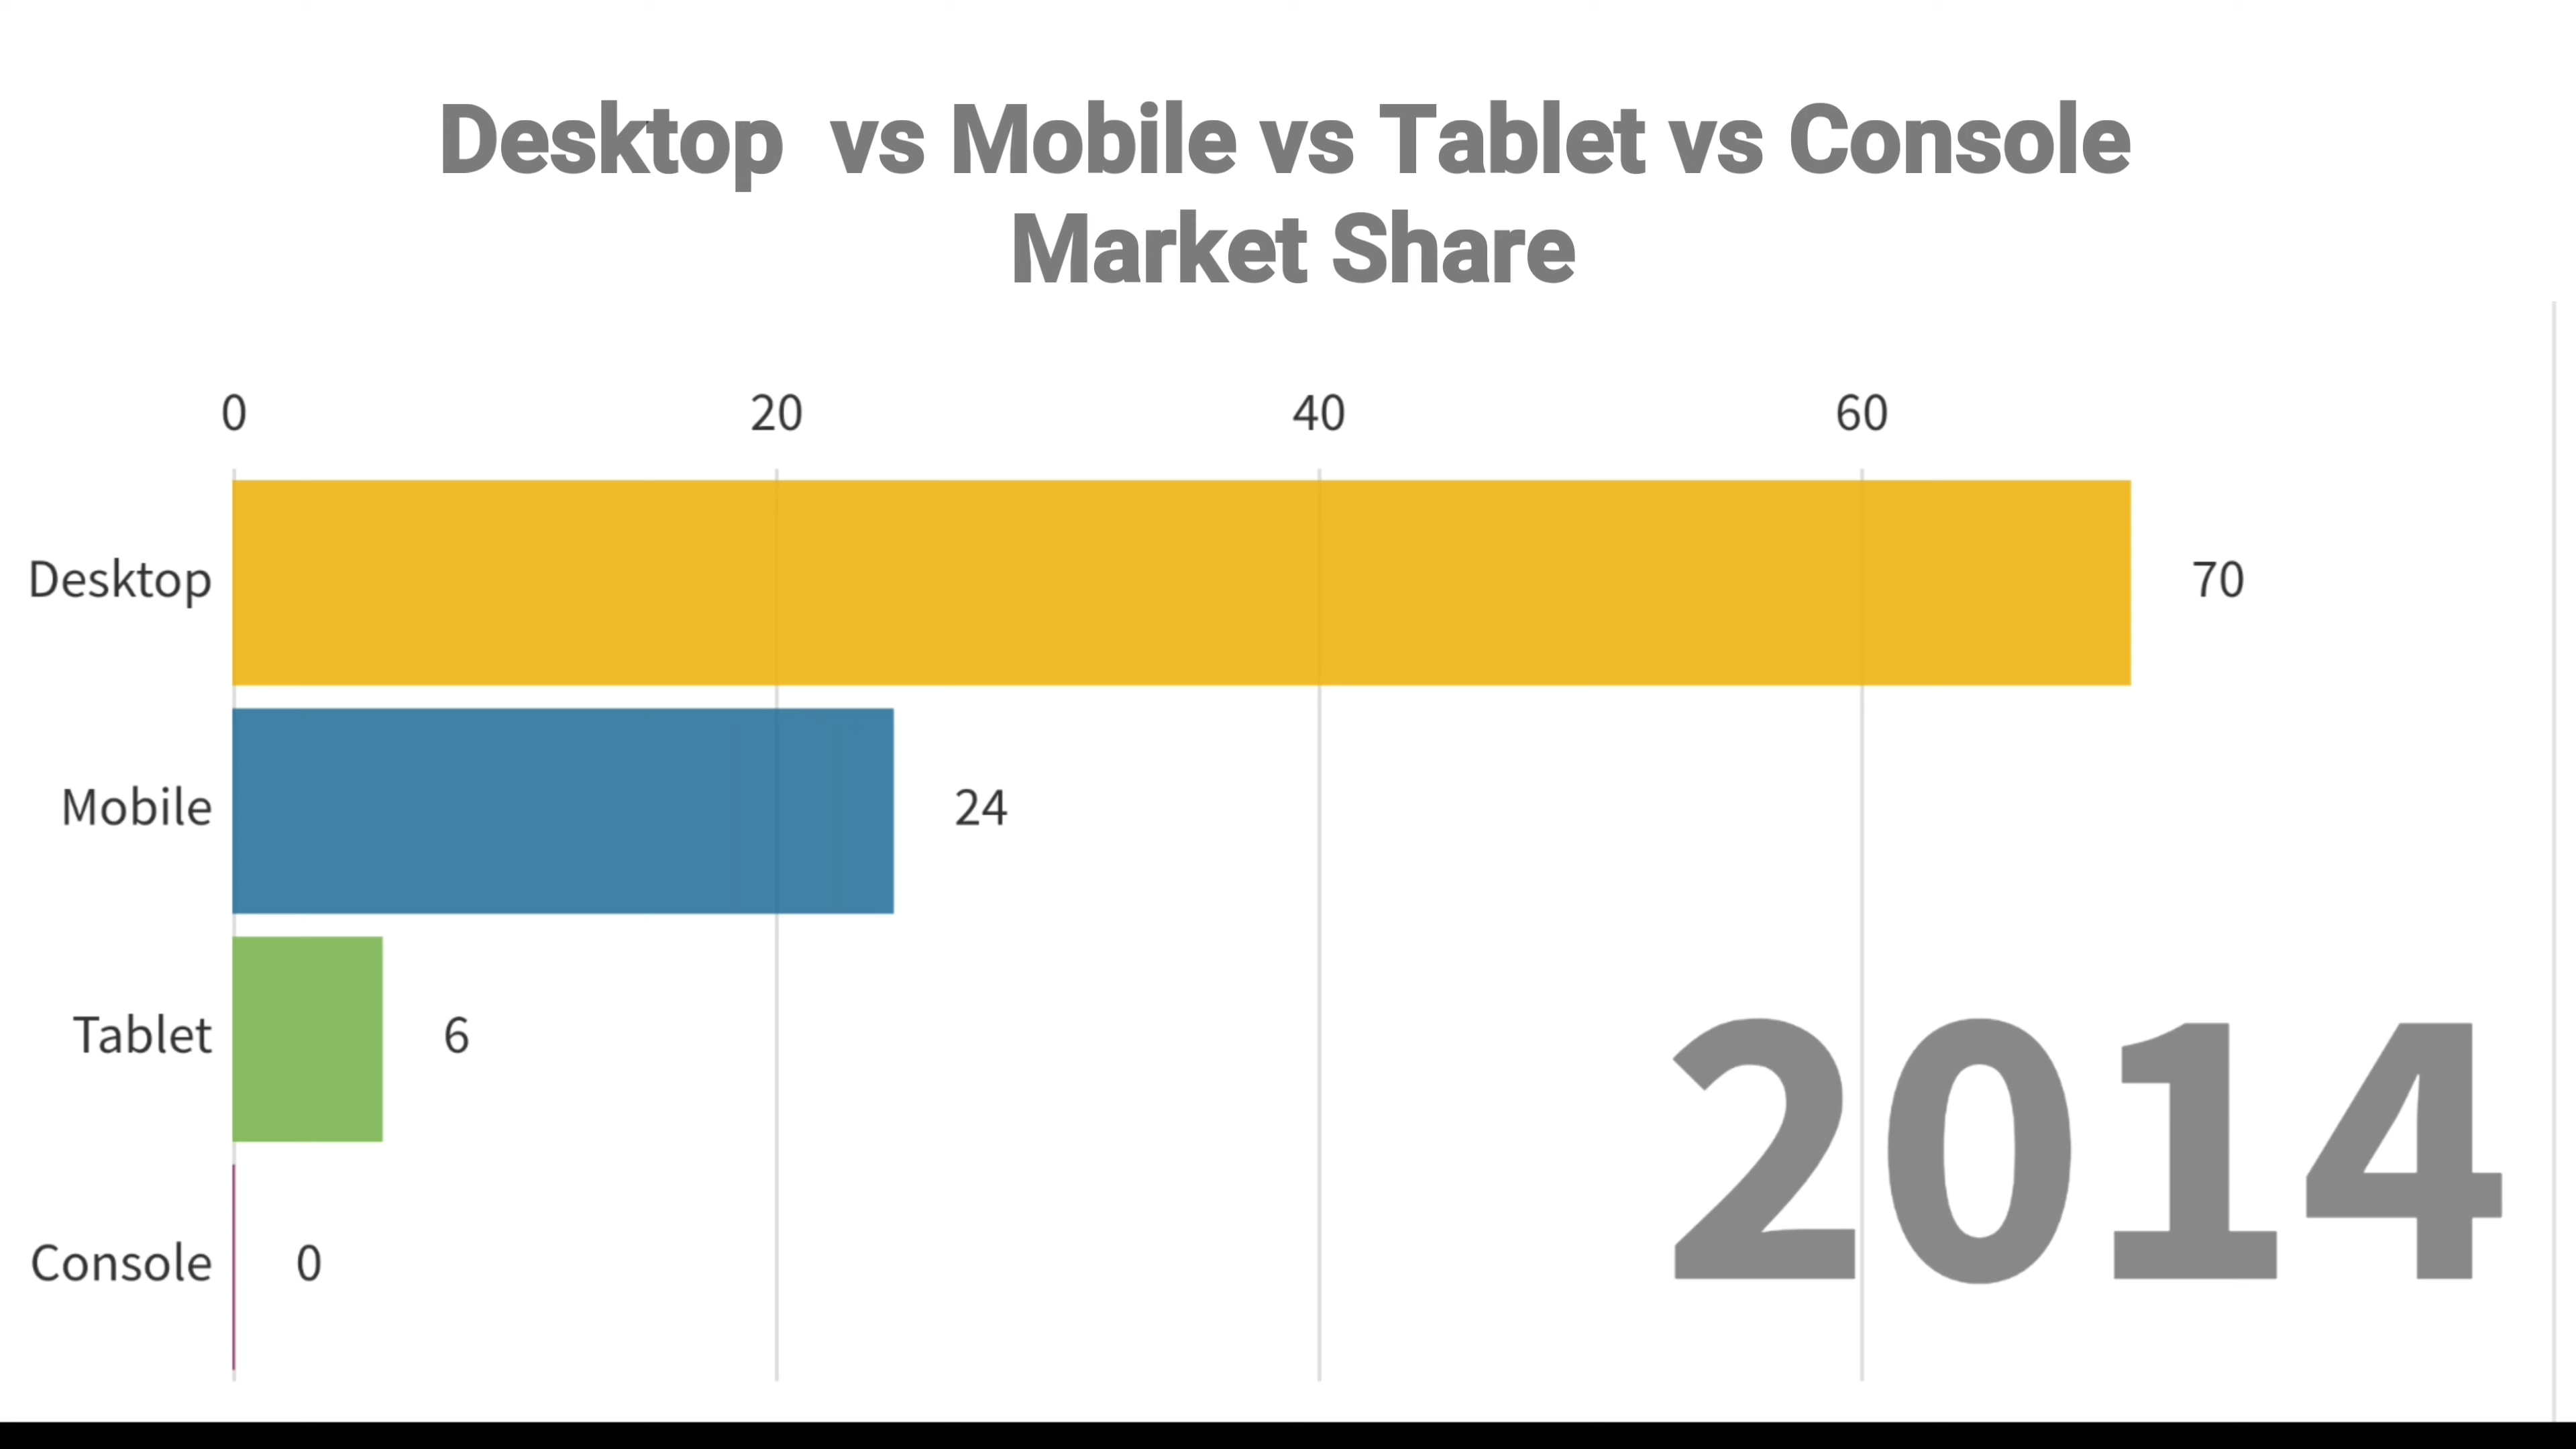 Desktop  vs Mobile vs Tablet vs Console
Market Share
0 20 40 60
Desktop 70
Mobile 24
Tablet 6
Console 0
2014